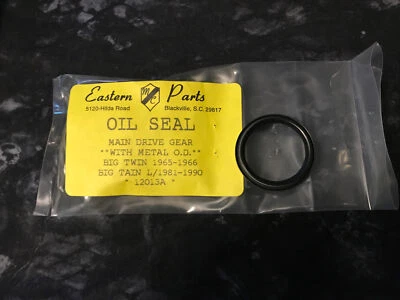 Eastern MC Parts
5120-Hilda Road Blackville, S.C. 29817
OIL SEAL
MAIN DRIVE GEAR
**WITH METAL O.D.**
BIG TWIN 1965-1966
BIG TAIN L/1981-1990
* 12013A *